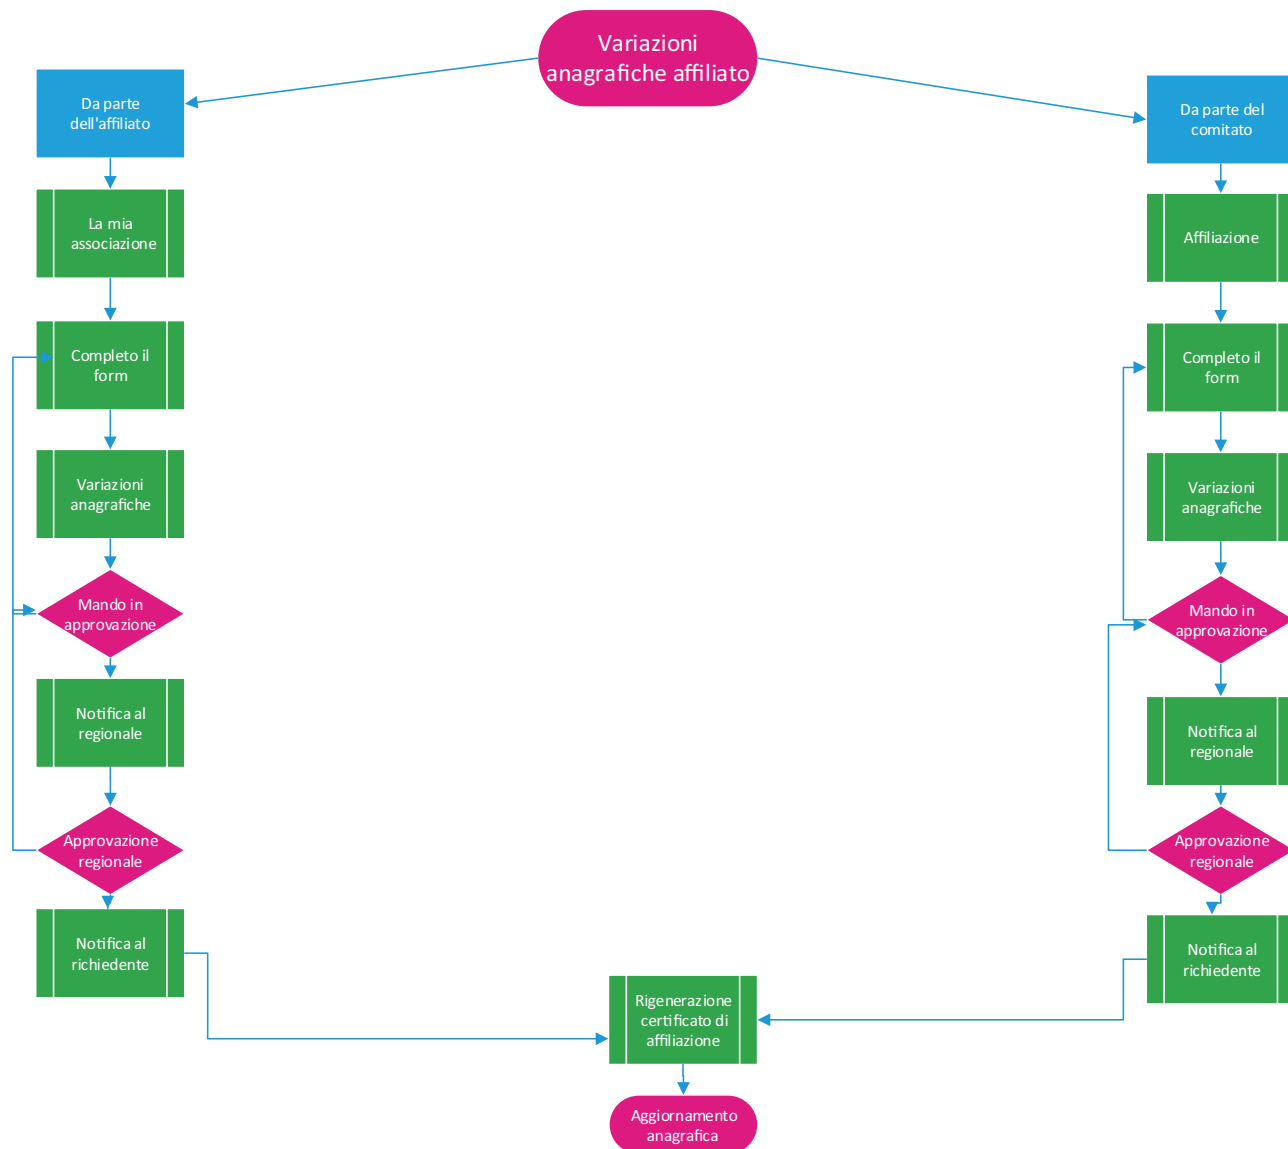 Variazioni
anagrafiche affiliato
Da parte
dell'affiliato
La mia
associazione
Completo il
form
Variazioni
anagrafiche
Mando in
approvazione
Notifica al
regionale
Approvazione
regionale
Notifica al
richiedente
Da parte del
comitato
Affiliazione
Completo il
form
Variazioni
anagrafiche
Mando in
approvazione
Notifica al
regionale
Approvazione
regionale
Notifica al
richiedente
Rigenerazione
certificato di
affiliazione
Aggiornamento
anagrafica